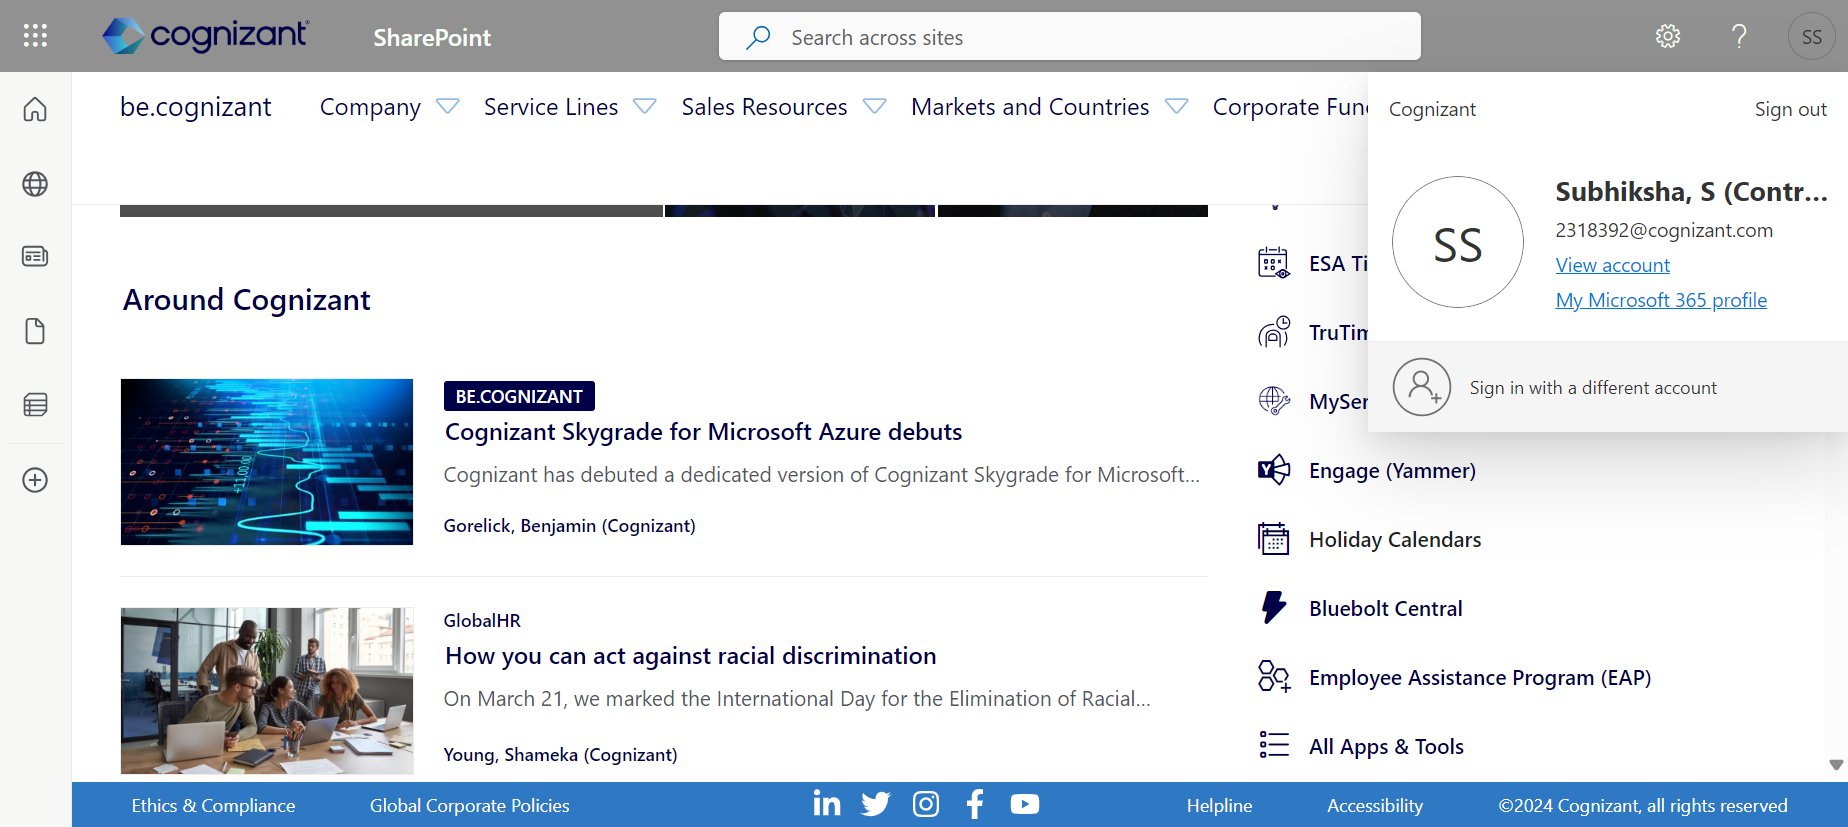 cognizant
SharePoint
Search across sites
SS
be.cognizant
Company
Service Lines
Sales Resources
Markets and Countries
Corporate Fun
Cognizant
Sign out
SS
Subhiksha, S (Contr...
2318392@cognizant.com
View account
My Microsoft 365 profile
Sign in with a different account
Around Cognizant
BE.COGNIZANT
Cognizant Skygrade for Microsoft Azure debuts
Cognizant has debuted a dedicated version of Cognizant Skygrade for Microsoft...
Gorelick, Benjamin (Cognizant)
GlobalHR
How you can act against racial discrimination
On March 21, we marked the International Day for the Elimination of Racial...
Young, Shameka (Cognizant)
ESA Ti
TruTim
MySer
Engage (Yammer)
Holiday Calendars
Bluebolt Central
Employee Assistance Program (EAP)
All Apps & Tools
Ethics & Compliance
Global Corporate Policies
Helpline
Accessibility
©2024 Cognizant, all rights reserved